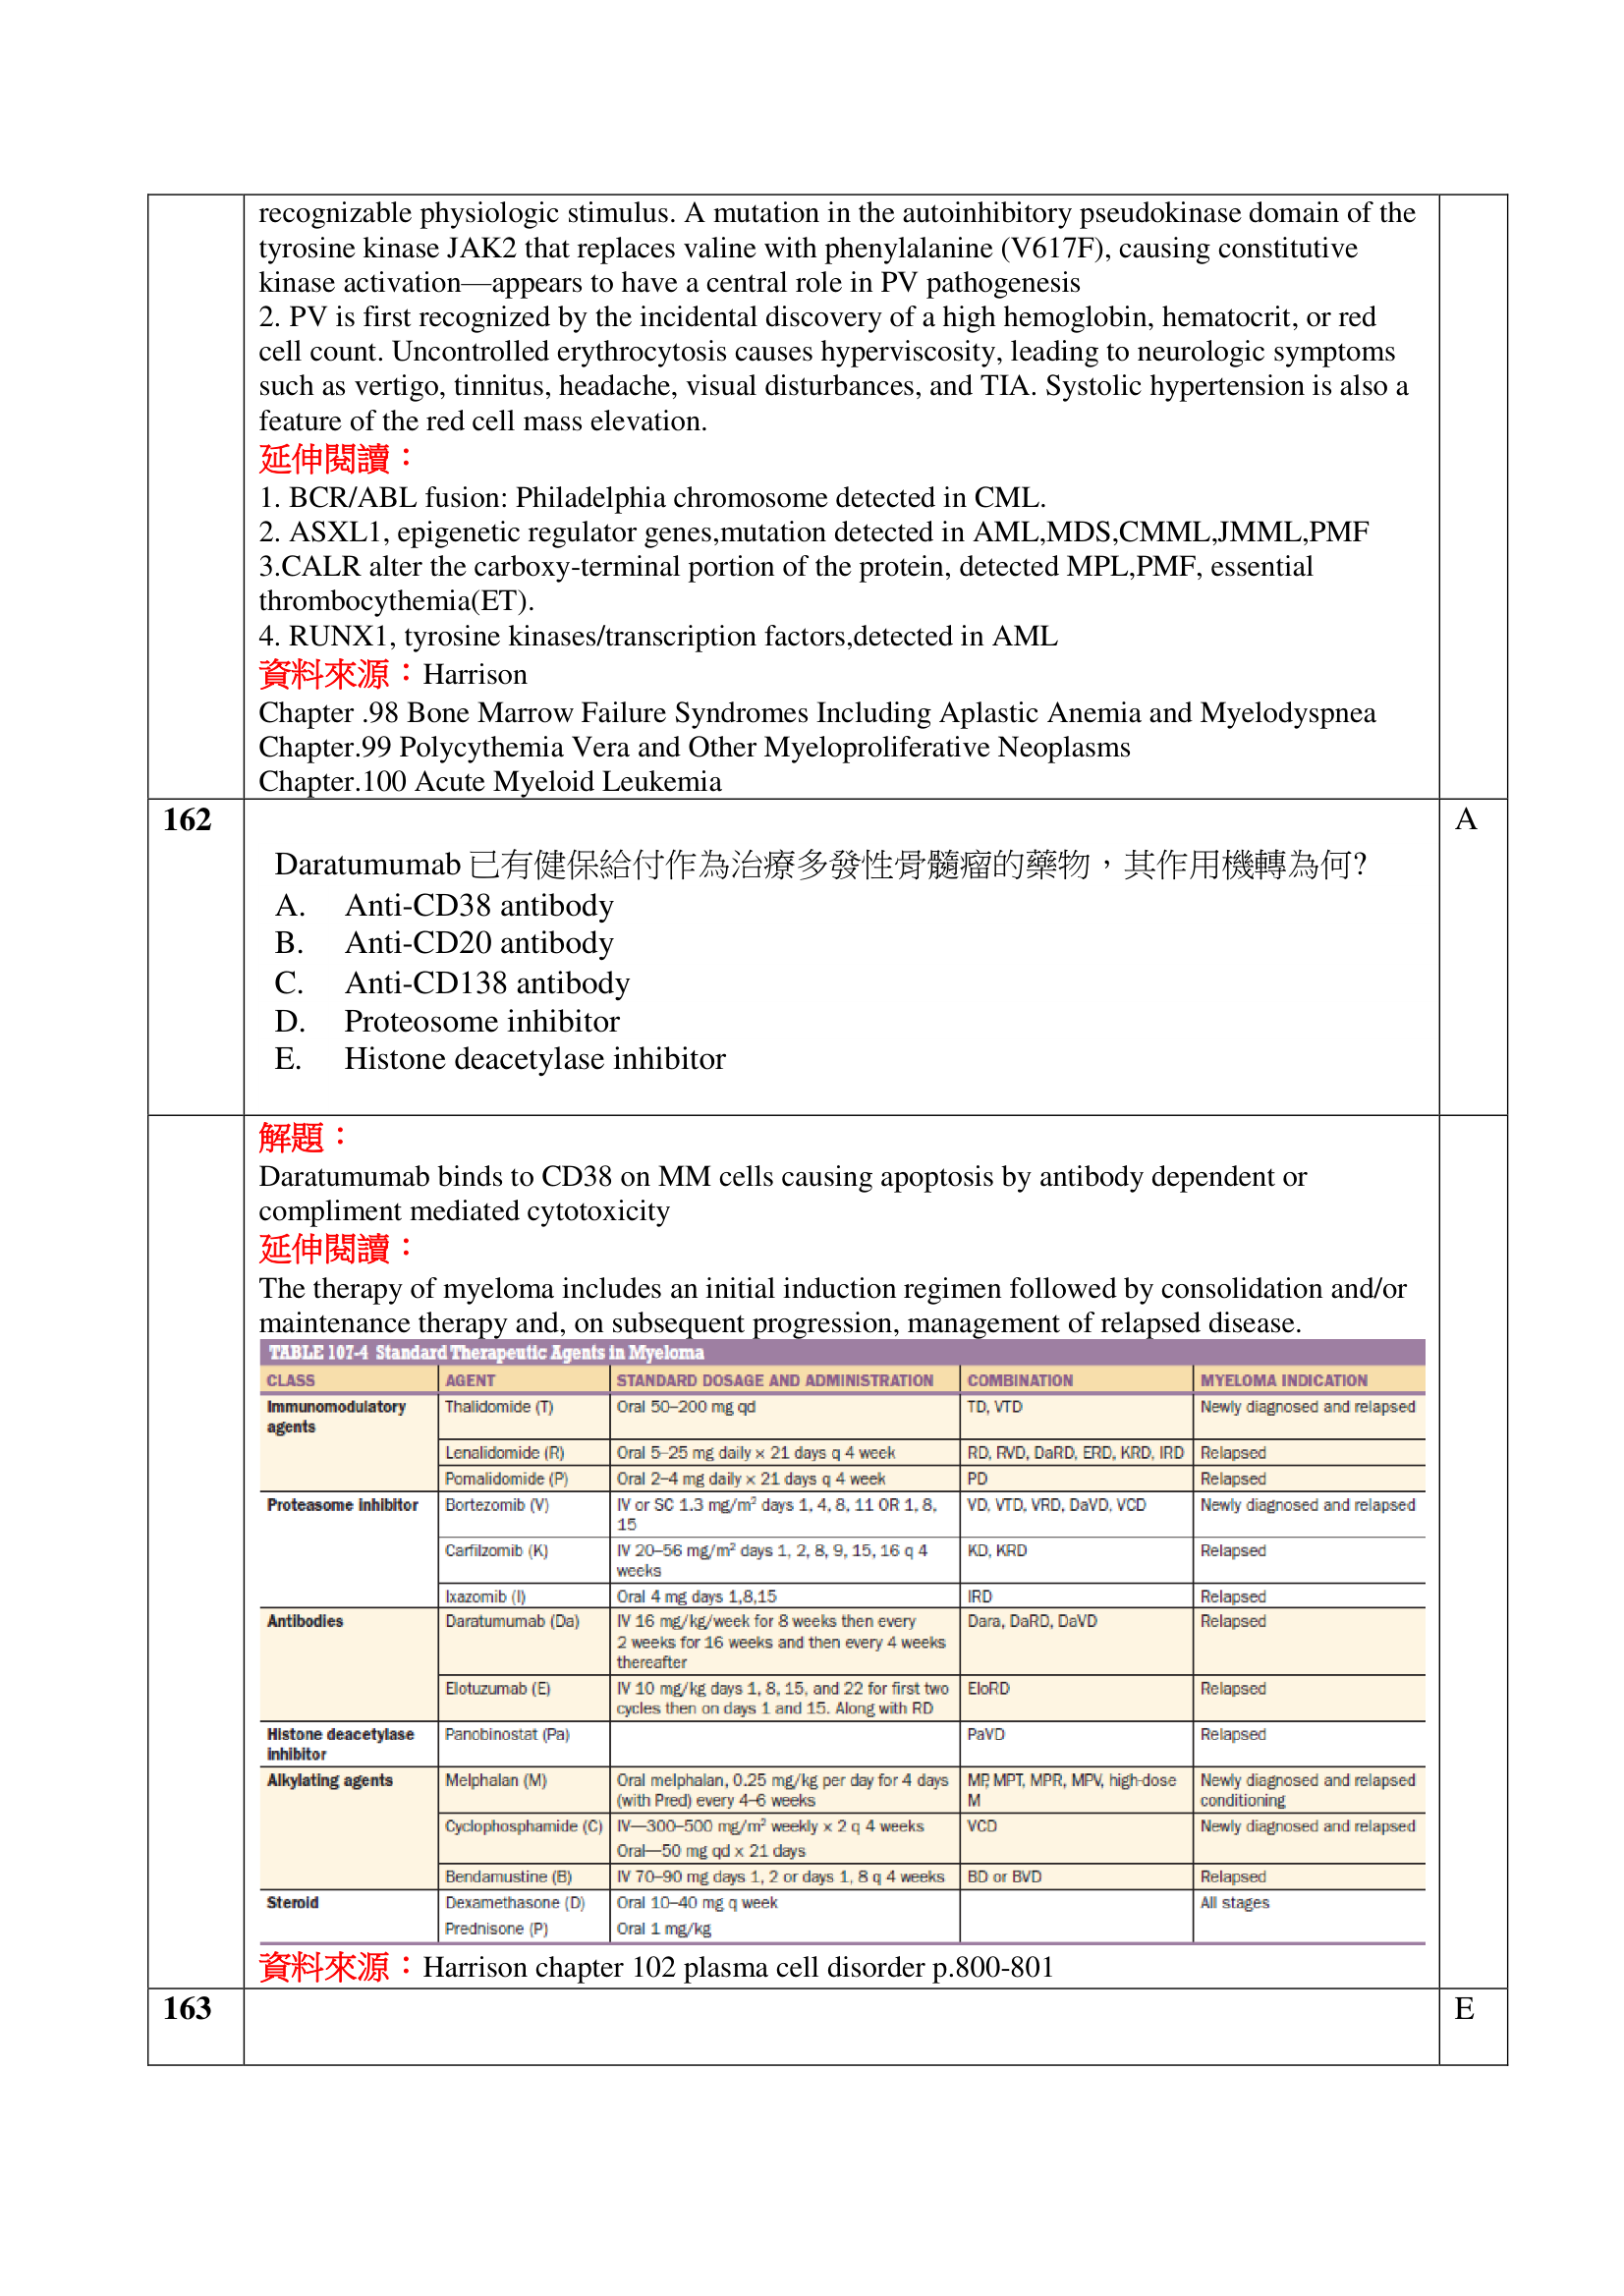 recognizable physiologic stimulus. A mutation in the autoinhibitory pseudokinase domain of the
tyrosine kinase JAK2 that replaces valine with phenylalanine (V617F), causing constitutive
kinase activation—appears to have a central role in PV pathogenesis
2. PV is first recognized by the incidental discovery of a high hemoglobin, hematocrit, or red
cell count. Uncontrolled erythrocytosis causes hyperviscosity, leading to neurologic symptoms
such as vertigo, tinnitus, headache, visual disturbances, and TIA. Systolic hypertension is also a
feature of the red cell mass elevation.
延伸閱讀：
1. BCR/ABL fusion: Philadelphia chromosome detected in CML.
2. ASXL1, epigenetic regulator genes,mutation detected in AML,MDS,CMML,JMML,PMF
3.CALR alter the carboxy-terminal portion of the protein, detected MPL,PMF, essential
thrombocythemia(ET).
4. RUNX1, tyrosine kinases/transcription factors,detected in AML
資料來源：Harrison
Chapter .98 Bone Marrow Failure Syndromes Including Aplastic Anemia and Myelodyspnea
Chapter.99 Polycythemia Vera and Other Myeloproliferative Neoplasms
Chapter.100 Acute Myeloid Leukemia
162 A
Daratumumab 已有健保給付作為治療多發性骨髓瘤的藥物，其作用機轉為何?
A. Anti-CD38 antibody
B. Anti-CD20 antibody
C. Anti-CD138 antibody
D. Proteosome inhibitor
E. Histone deacetylase inhibitor
解題：
Daratumumab binds to CD38 on MM cells causing apoptosis by antibody dependent or
compliment mediated cytotoxicity
延伸閱讀：
The therapy of myeloma includes an initial induction regimen followed by consolidation and/or
maintenance therapy and, on subsequent progression, management of relapsed disease.
TABLE 107-4 Standard Therapeutic Agents in Myeloma
CLASS AGENT STANDARD DOSAGE AND ADMINISTRATION COMBINATION MYELOMA INDICATION
Immunomodulatory Thalidomide (T) Oral 50–200 mg qd TD, VTD Newly diagnosed and relapsed
agents
Lenalidomide (R) Oral 5–25 mg daily × 21 days q 4 week RD, RVD, DaRD, ERD, KRD, IRD Relapsed
Pomalidomide (P) Oral 2–4 mg daily × 21 days q 4 week PD Relapsed
Proteasome inhibitor Bortezomib (V) IV or SC 1.3 mg/m² days 1, 4, 8, 11 OR 1, 8, VD, VTD, VRD, DaVD, VCD Newly diagnosed and relapsed
15
Carfilzomib (K) IV 20–56 mg/m² days 1, 2, 8, 9, 15, 16 q 4 KD, KRD Relapsed
weeks
Ixazomib (I) Oral 4 mg days 1,8,15 IRD Relapsed
Antibodies Daratumumab (Da) IV 16 mg/kg/week for 8 weeks then every Dara, DaRD, DaVD Relapsed
2 weeks for 16 weeks and then every 4 weeks
thereafter
Elotuzumab (E) IV 10 mg/kg days 1, 8, 15, and 22 for first two EloRD Relapsed
cycles then on days 1 and 15. Along with RD
Histone deacetylase Panobinostat (Pa) PaVD Relapsed
inhibitor
Alkylating agents Melphalan (M) Oral melphalan, 0.25 mg/kg per day for 4 days MP, MPT, MPR, MPV, high-dose Newly diagnosed and relapsed
(with Pred) every 4–6 weeks M conditioning
Cyclophosphamide (C) IV—300–500 mg/m² weekly × 2 q 4 weeks VCD Newly diagnosed and relapsed
Oral—50 mg qd x 21 days
Bendamustine (B) IV 70–90 mg days 1, 2 or days 1, 8 q 4 weeks BD or BVD Relapsed
Steroid Dexamethasone (D) Oral 10–40 mg q week All stages
Prednisone (P) Oral 1 mg/kg
資料來源：Harrison chapter 102 plasma cell disorder p.800-801
163 E